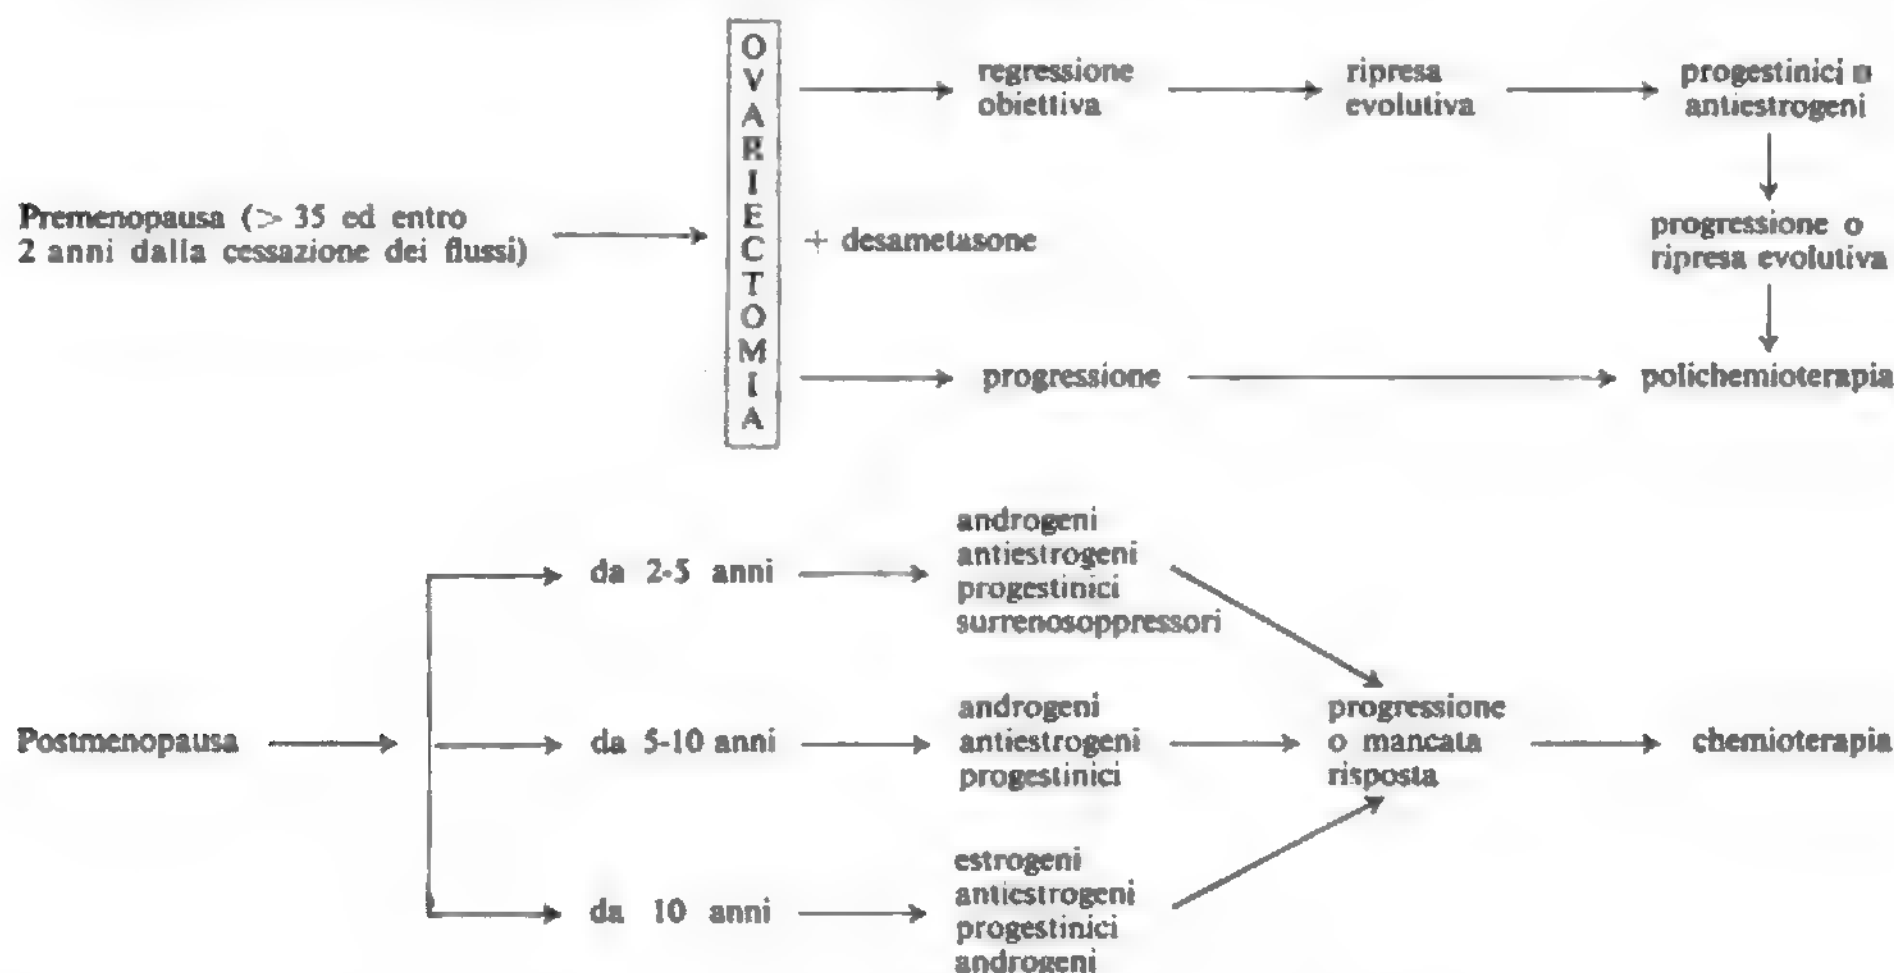 OVARIECTOMIA
regressione
obiettiva
ripresa
evolutiva
progestinici o
antiestrogeni
Premenopausa (> 35 ed entro
2 anni dalla cessazione dei flussi)
+ desametasone
progressione o
ripresa evolutiva
progressione
polichemioterapia
Postmenopausa
da 2-5 anni
androgeni
antiestrogeni
progestinici
surrenosoppressori
da 5-10 anni
androgeni
antiestrogeni
progestinici
progressione
o mancata
risposta
chemioterapia
da 10 anni
estrogeni
antiestrogeni
progestinici
androgeni